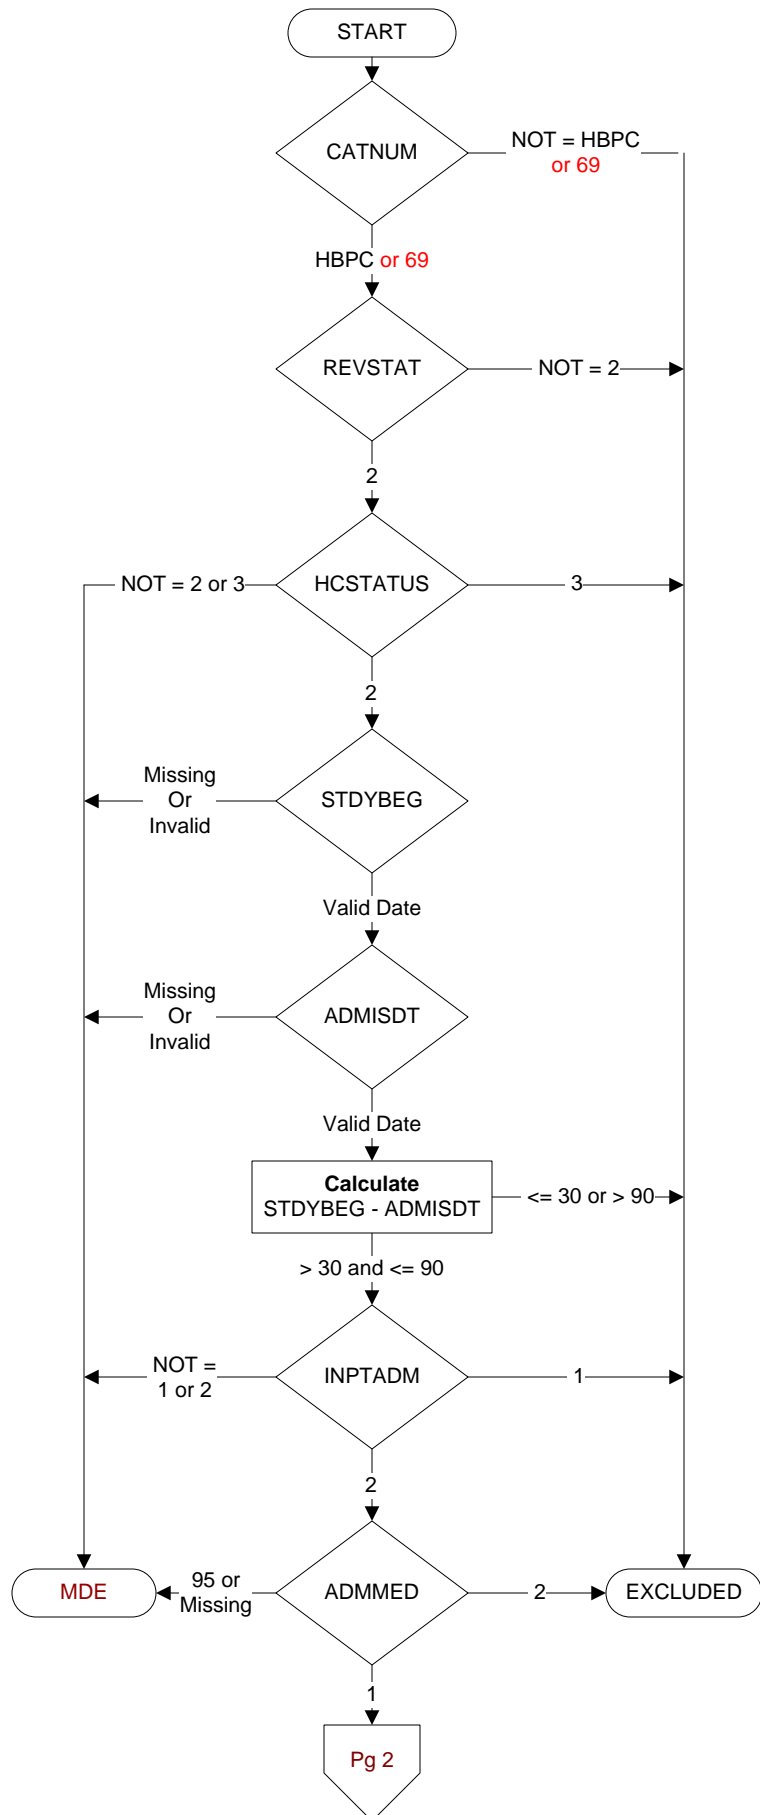 START
CATNUM
NOT = HBPC
or 69
HBPC or 69
REVSTAT
NOT = 2
2
NOT = 2 or 3
HCSTATUS
3
2
Missing
Or
Invalid
STDYBEG
Valid Date
Missing
Or
Invalid
ADMISDT
Valid Date
Calculate
STDYBEG - ADMISDT
<= 30 or > 90
> 30 and <= 90
NOT =
1 or 2
INPTADM
1
2
MDE
95 or
Missing
ADMMED
2
EXCLUDED
1
Pg 2